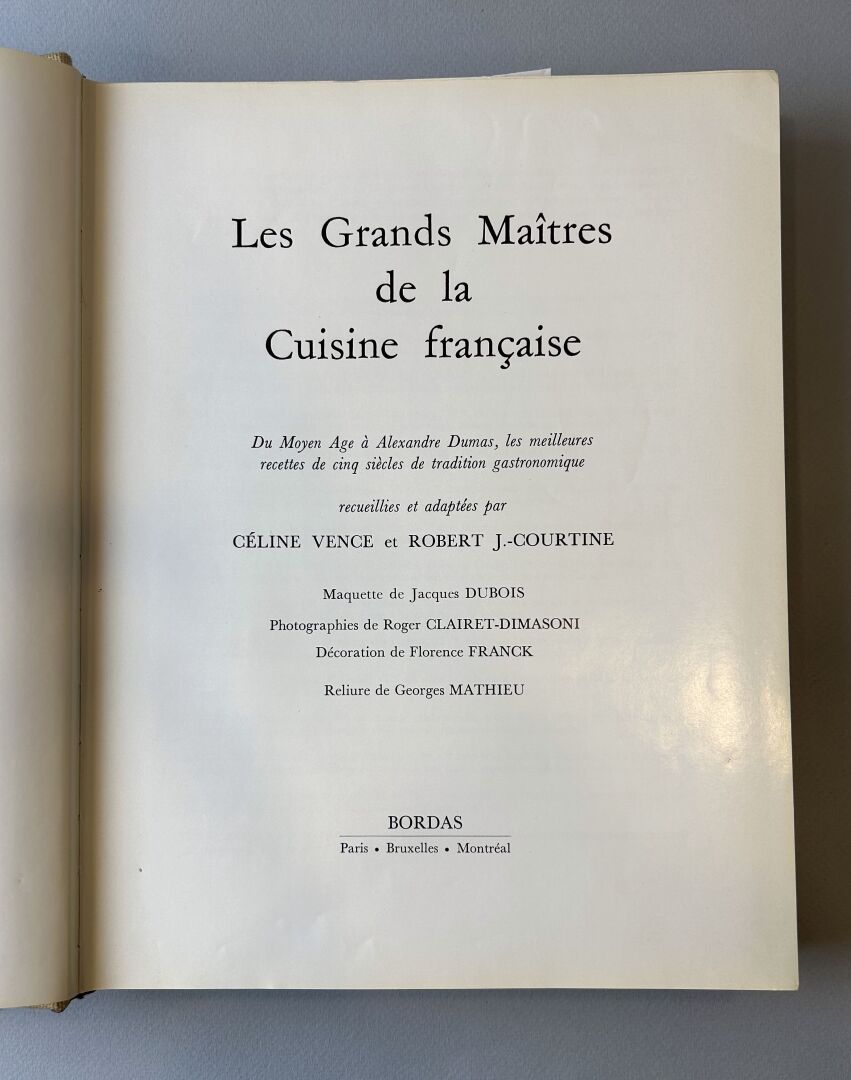 Les Grands Maîtres
de la
Cuisine française
Du Moyen Age à Alexandre Dumas, les meilleures
recettes de cinq siècles de tradition gastronomique
recueillies et adaptées par
CÉLINE VENCE et ROBERT J.-COURTINE
Maquette de Jacques DUBOIS
Photographies de Roger CLAIRET-DIMASONI
Décoration de Florence FRANCK
Reliure de Georges MATHIEU
BORDAS
Paris • Bruxelles • Montréal